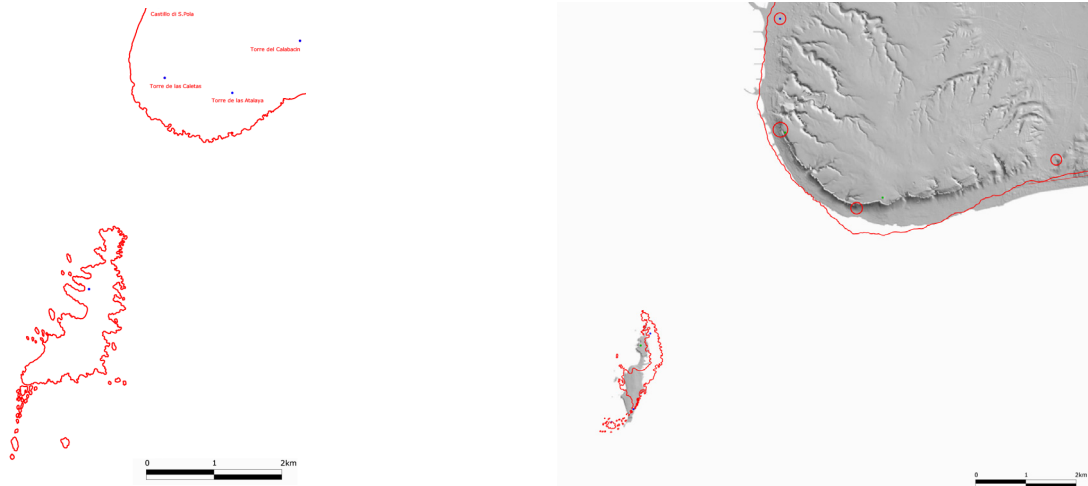 Castillo di S.Pola
Torre del Calabacin
Torre de las Caletas
Torre de las Atalaya
0 1 2km
0 1 2km